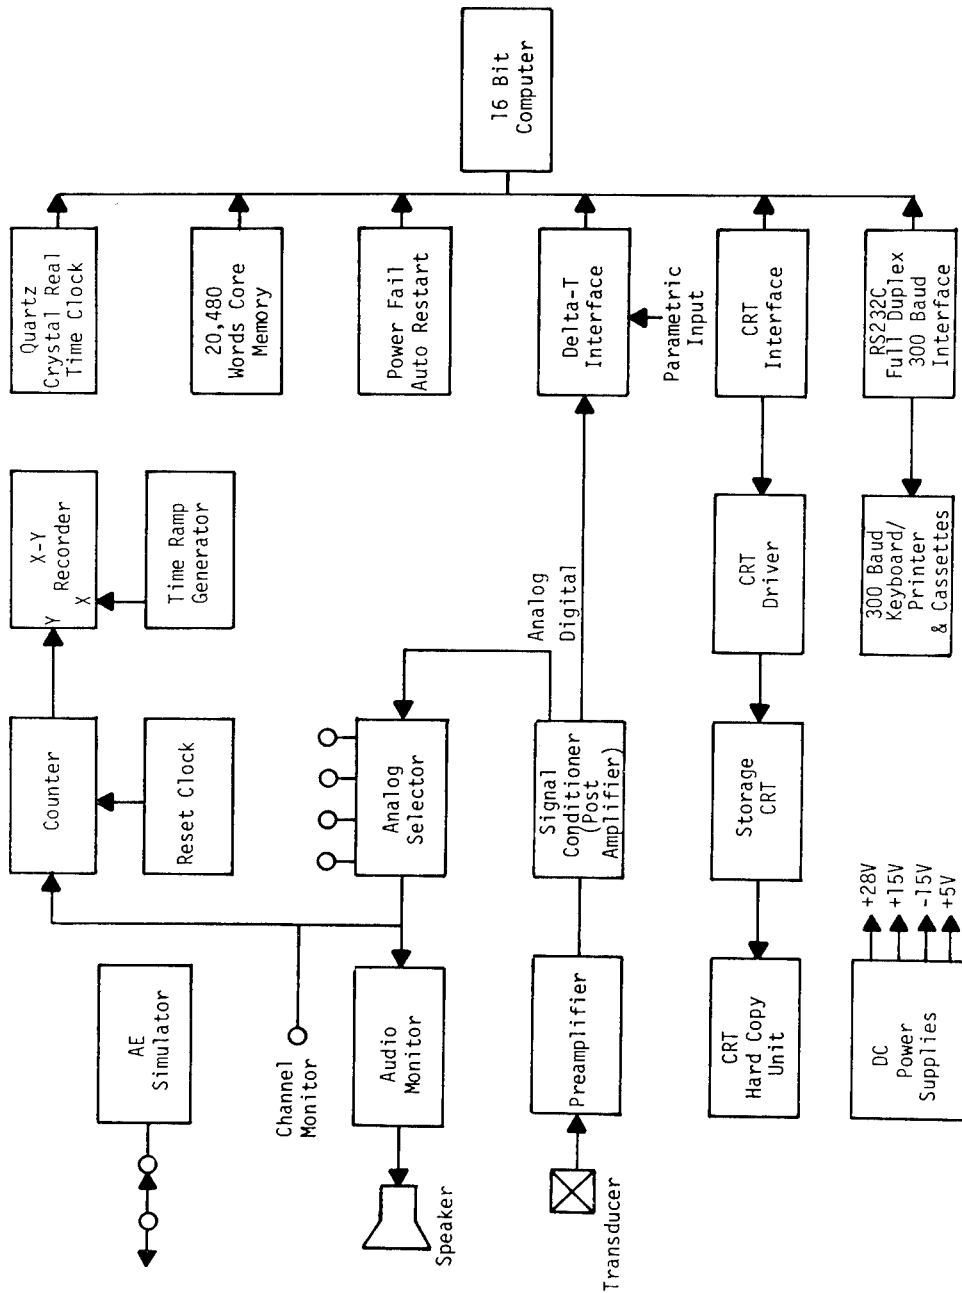 16 Bit
Computer
Quartz
Crystal Real
Time Clock
20,480
Words Core
Memory
Power Fail
Auto Restart
Delta-T
Interface
Parametric
Input
CRT
Interface
RS232C
Full Duplex
300 Baud
Interface
X-Y
Recorder
Y
X
Time Ramp
Generator
Analog
Digital
CRT
Driver
300 Baud
Keyboard/
Printer
& Cassettes
Counter
Reset Clock
Analog
Selector
Signal
Conditioner
(Post
Amplifier)
Storage
CRT
+28V
+15V
-15V
+5V
AE
Simulator
Channel
Monitor
Audio
Monitor
Preamplifier
CRT
Hard Copy
Unit
DC
Power
Supplies
Speaker
Transducer